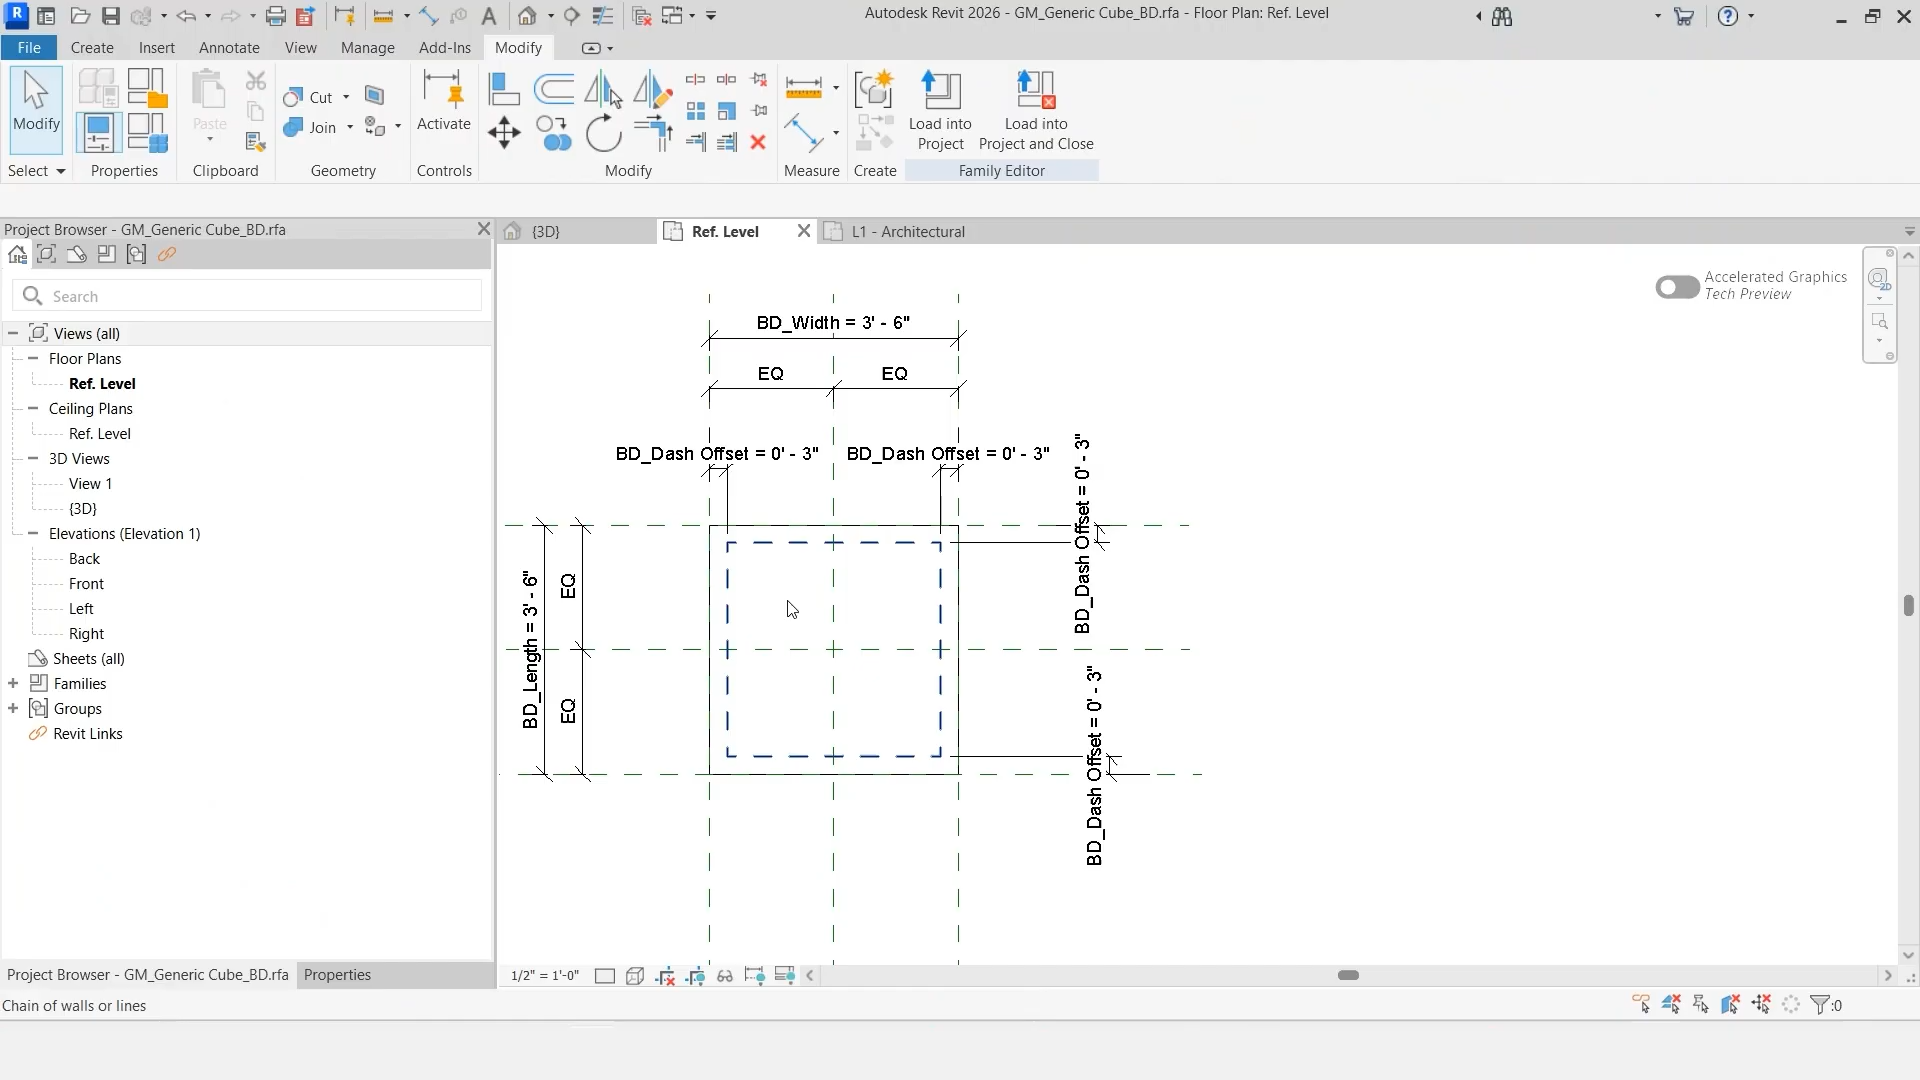 Autodesk Revit 2026 - GM_Generic Cube_BD.rfa - Floor Plan: Ref. Level
File
Create
Insert
Annotate
View
Manage
Add-Ins
Modify
Modify
Paste
Cut
Join
Activate
Load into
Project
Load into
Project and Close
Select
Properties
Clipboard
Geometry
Controls
Modify
Measure
Create
Family Editor
Project Browser - GM_Generic Cube_BD.rfa
{3D}
Ref. Level
L1 - Architectural
Search
Accelerated Graphics
Tech Preview
2D
Views (all)
Floor Plans
Ref. Level
Ceiling Plans
Ref. Level
3D Views
View 1
{3D}
Elevations (Elevation 1)
Back
Front
Left
Right
Sheets (all)
Families
Groups
Revit Links
BD_Width = 3' - 6"
EQ
EQ
BD_Dash Offset = 0' - 3"
BD_Dash Offset = 0' - 3"
BD_Dash Offset = 0' - 3"
BD_Length = 3' - 6"
EQ
EQ
BD_Dash Offset = 0' - 3"
Project Browser - GM_Generic Cube_BD.rfa
Properties
1/2" = 1'-0"
Chain of walls or lines
:0